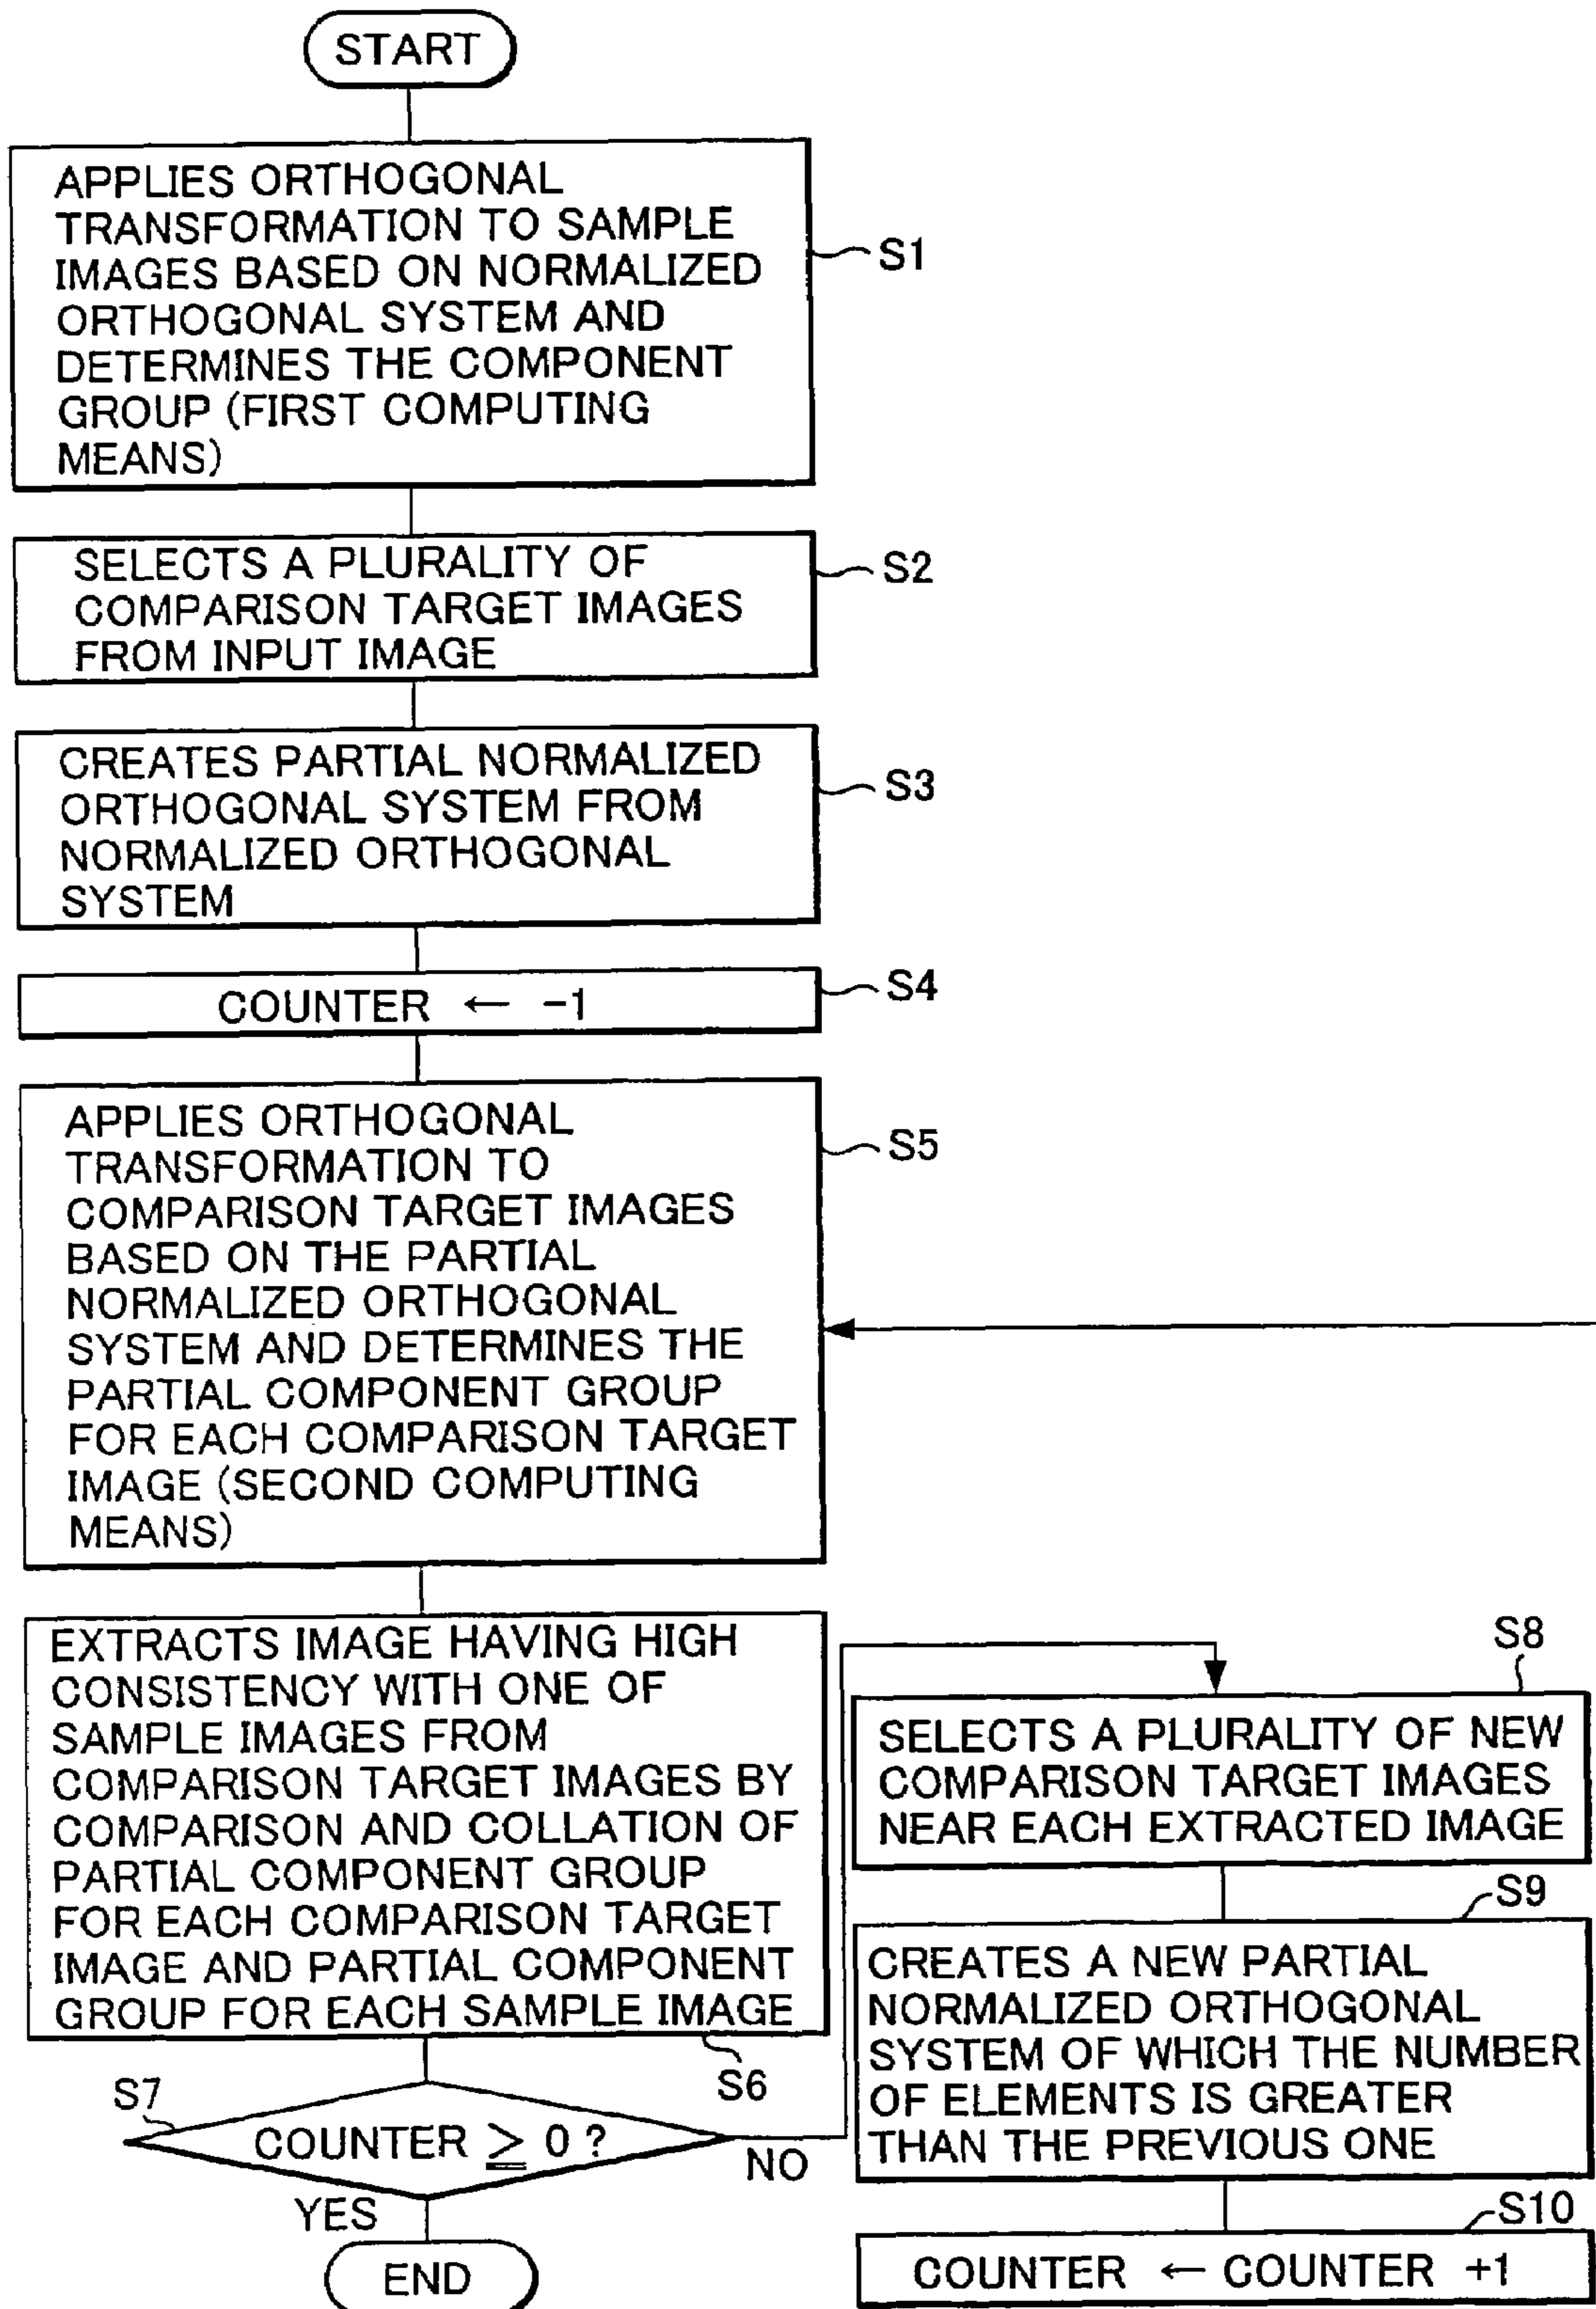 START
APPLIES ORTHOGONAL
TRANSFORMATION TO SAMPLE
IMAGES BASED ON NORMALIZED
ORTHOGONAL SYSTEM AND
DETERMINES THE COMPONENT
GROUP (FIRST COMPUTING
MEANS)
S1
SELECTS A PLURALITY OF
COMPARISON TARGET IMAGES
FROM INPUT IMAGE
S2
CREATES PARTIAL NORMALIZED
ORTHOGONAL SYSTEM FROM
NORMALIZED ORTHOGONAL
SYSTEM
S3
COUNTER ← -1
S4
APPLIES ORTHOGONAL
TRANSFORMATION TO
COMPARISON TARGET IMAGES
BASED ON THE PARTIAL
NORMALIZED ORTHOGONAL
SYSTEM AND DETERMINES THE
PARTIAL COMPONENT GROUP
FOR EACH COMPARISON TARGET
IMAGE (SECOND COMPUTING
MEANS)
S5
EXTRACTS IMAGE HAVING HIGH
CONSISTENCY WITH ONE OF
SAMPLE IMAGES FROM
COMPARISON TARGET IMAGES BY
COMPARISON AND COLLATION OF
PARTIAL COMPONENT GROUP
FOR EACH COMPARISON TARGET
IMAGE AND PARTIAL COMPONENT
GROUP FOR EACH SAMPLE IMAGE
S6
S7
COUNTER ≧ 0 ?
NO
YES
END
S8
SELECTS A PLURALITY OF NEW
COMPARISON TARGET IMAGES
NEAR EACH EXTRACTED IMAGE
S9
CREATES A NEW PARTIAL
NORMALIZED ORTHOGONAL
SYSTEM OF WHICH THE NUMBER
OF ELEMENTS IS GREATER
THAN THE PREVIOUS ONE
S10
COUNTER ← COUNTER +1